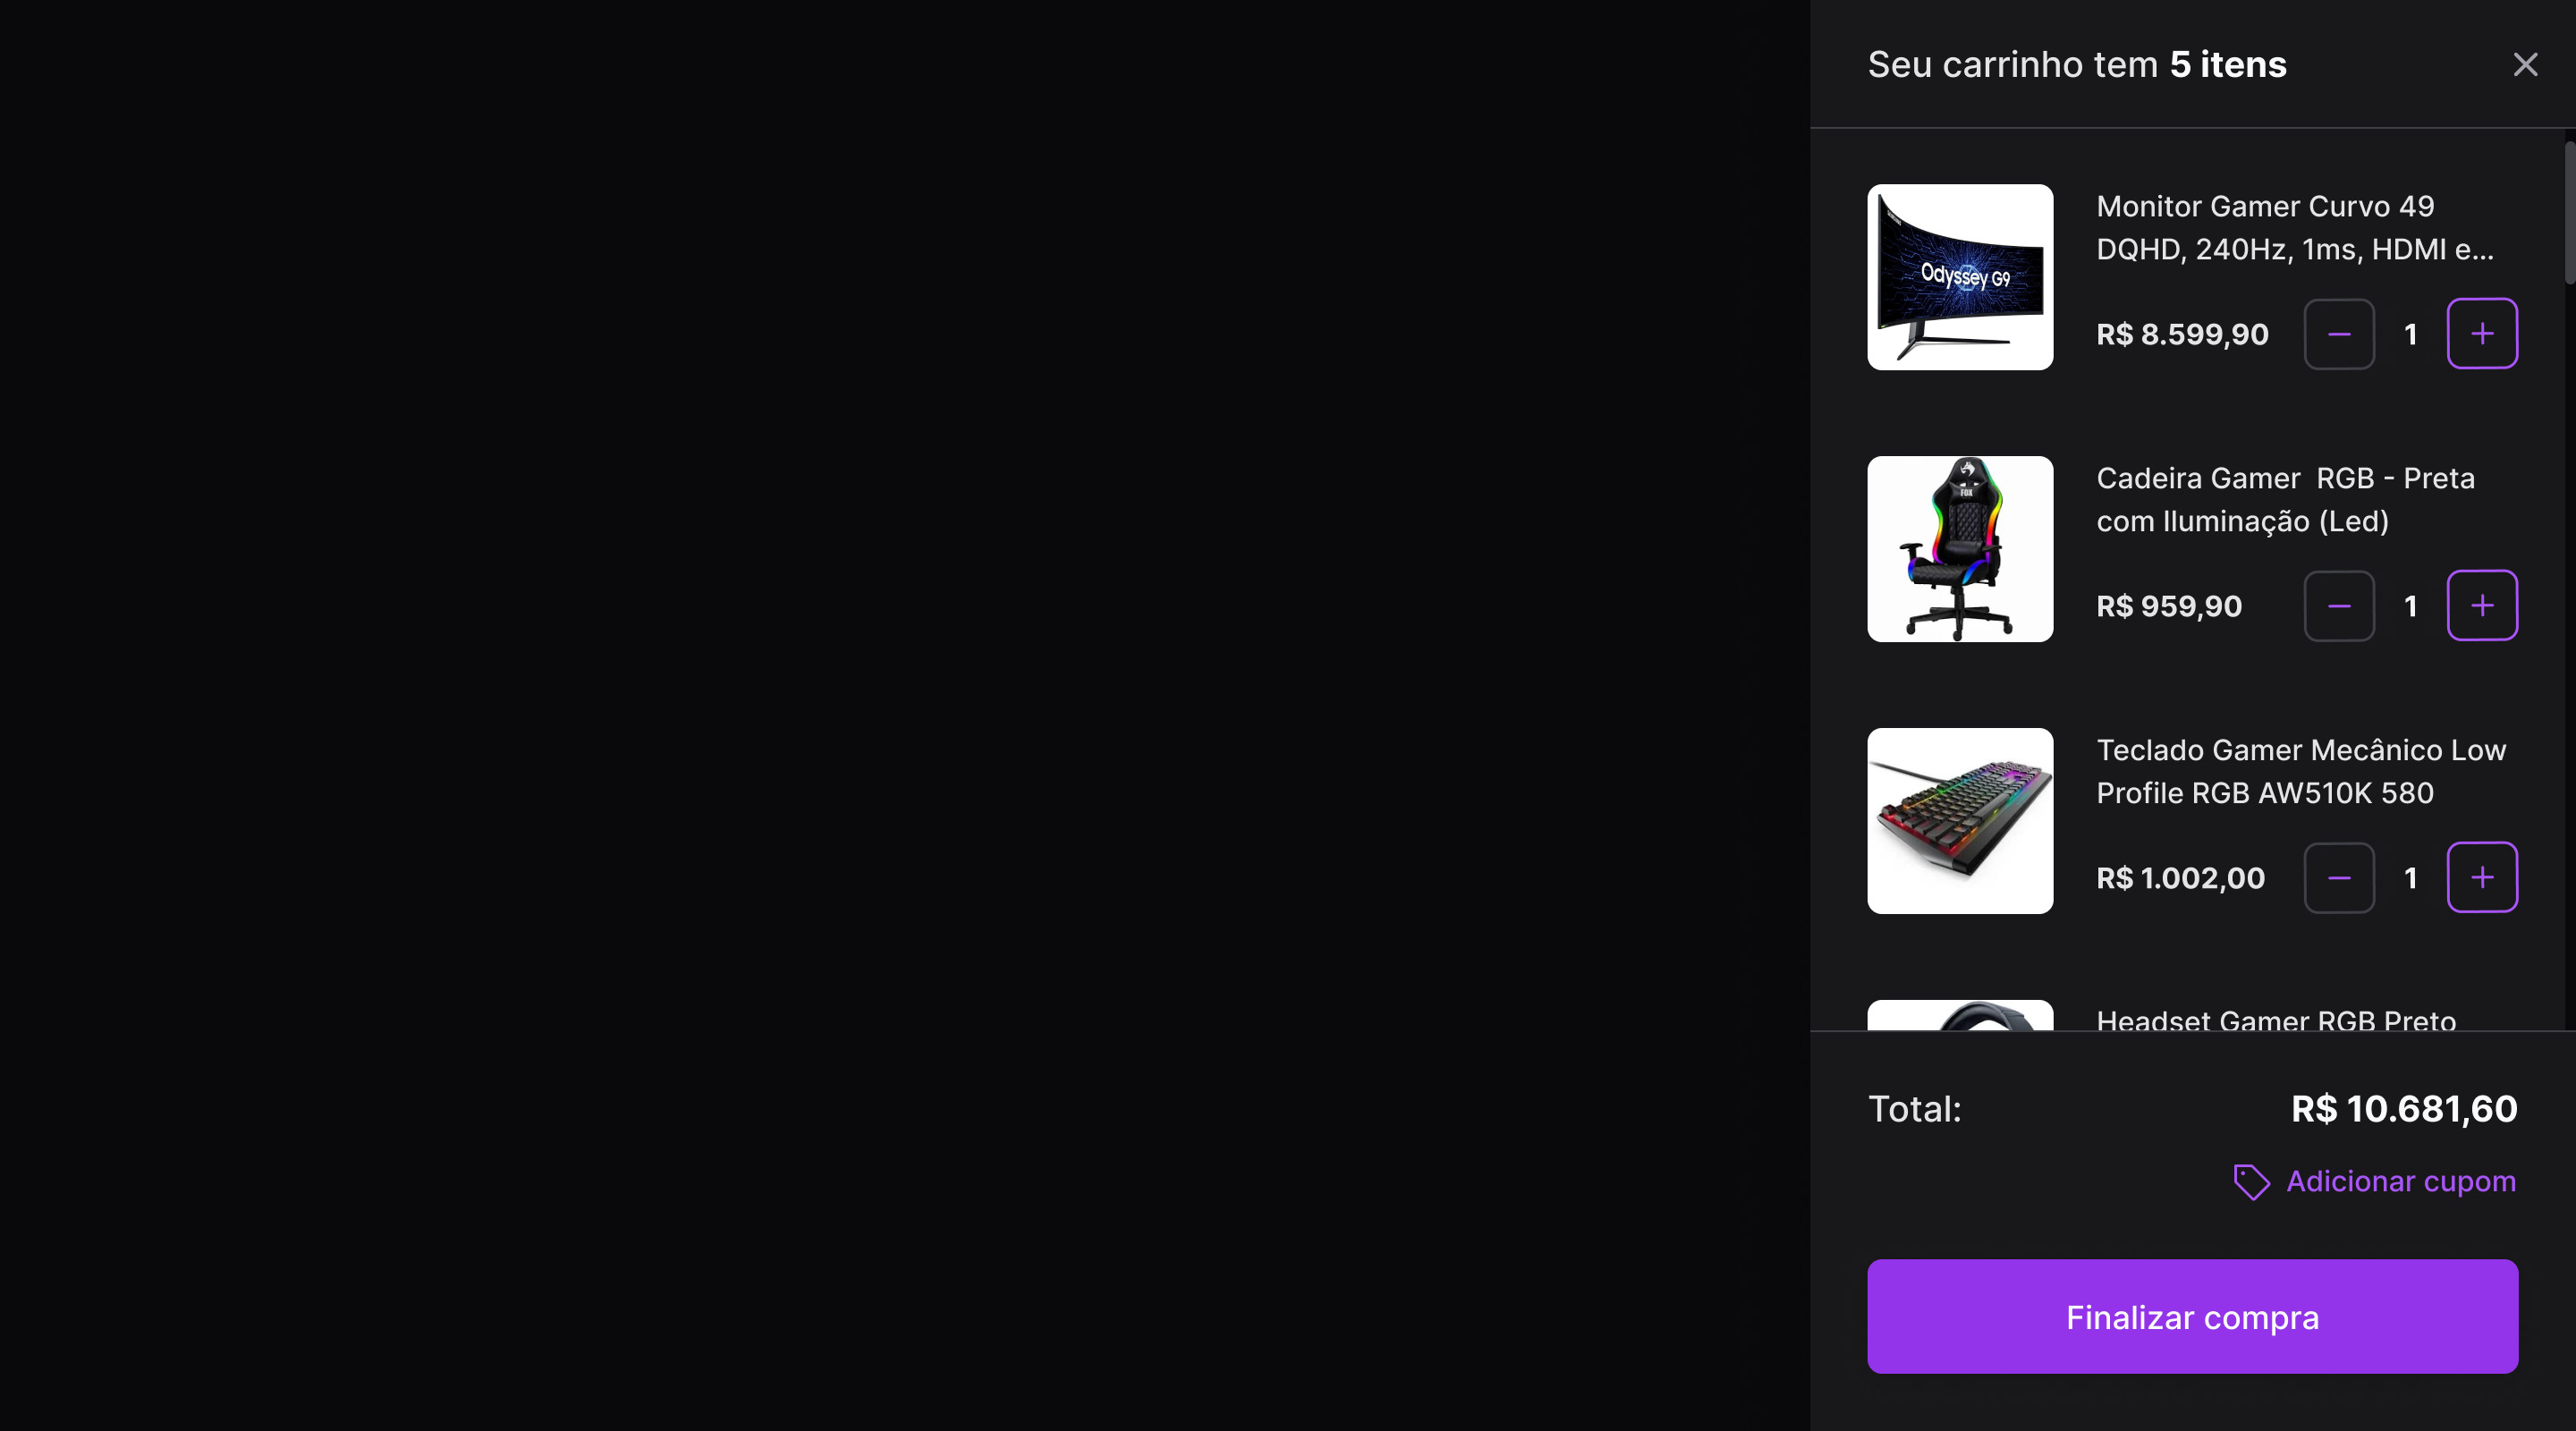 Seu carrinho tem 5 itens
Odyssey G9
Monitor Gamer Curvo 49
DQHD, 240Hz, 1ms, HDMI e...
R$ 8.599,90
1
FOX
Cadeira Gamer  RGB - Preta
com Iluminação (Led)
R$ 959,90
1
Teclado Gamer Mecânico Low
Profile RGB AW510K 580
R$ 1.002,00
1
Headset Gamer RGB Preto
Total:
R$ 10.681,60
Adicionar cupom
Finalizar compra